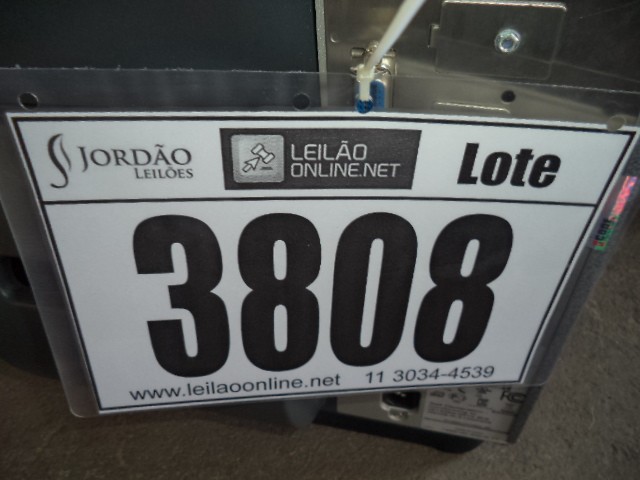 JORDÃO
LEILÕES
LEILÃO
ONLINE.NET
Lote
3808
www.leilaoonline.net 11 3034-4539